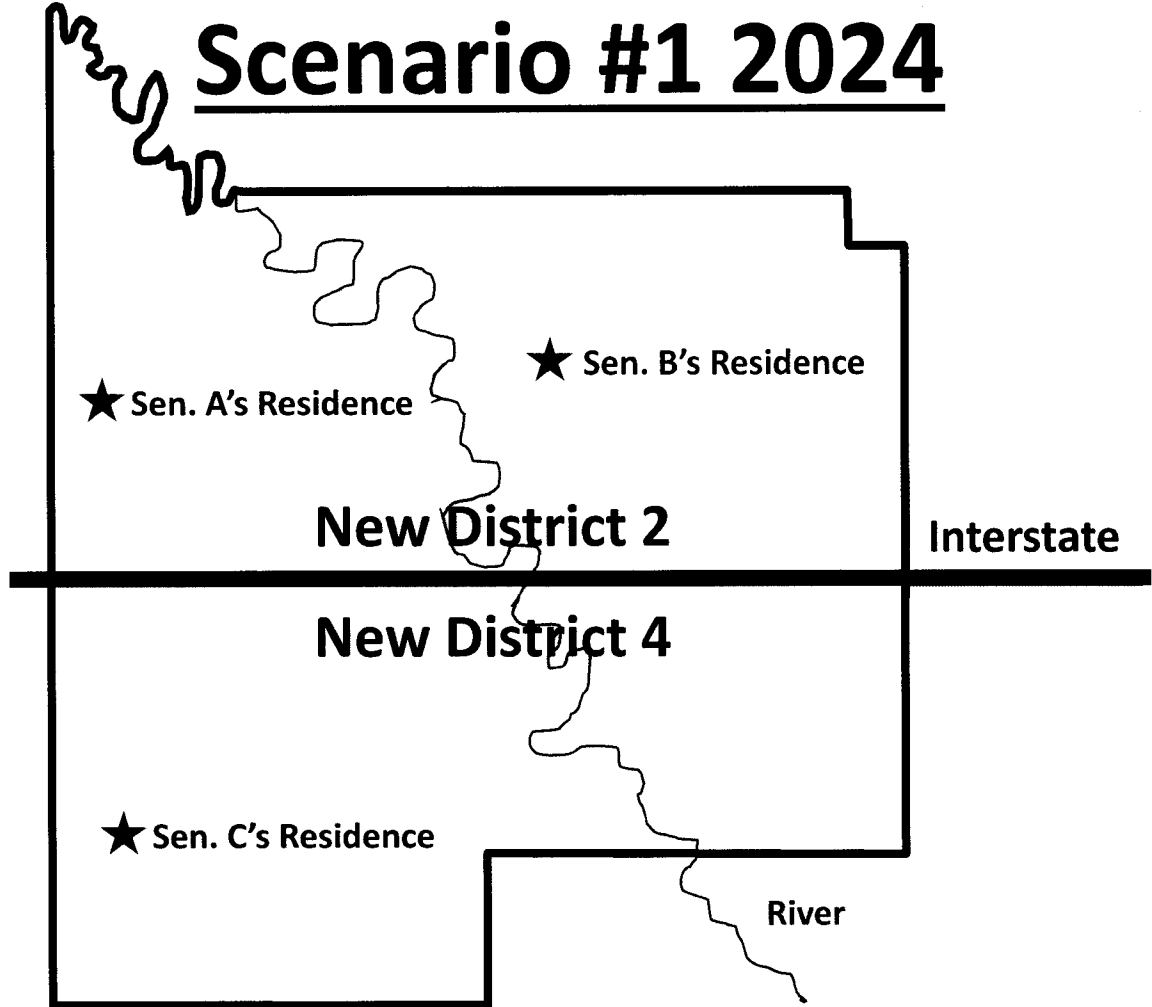 Scenario #1 2024
Sen. B's Residence
Sen. A's Residence
New District 2
Interstate
New District 4
Sen. C's Residence
River